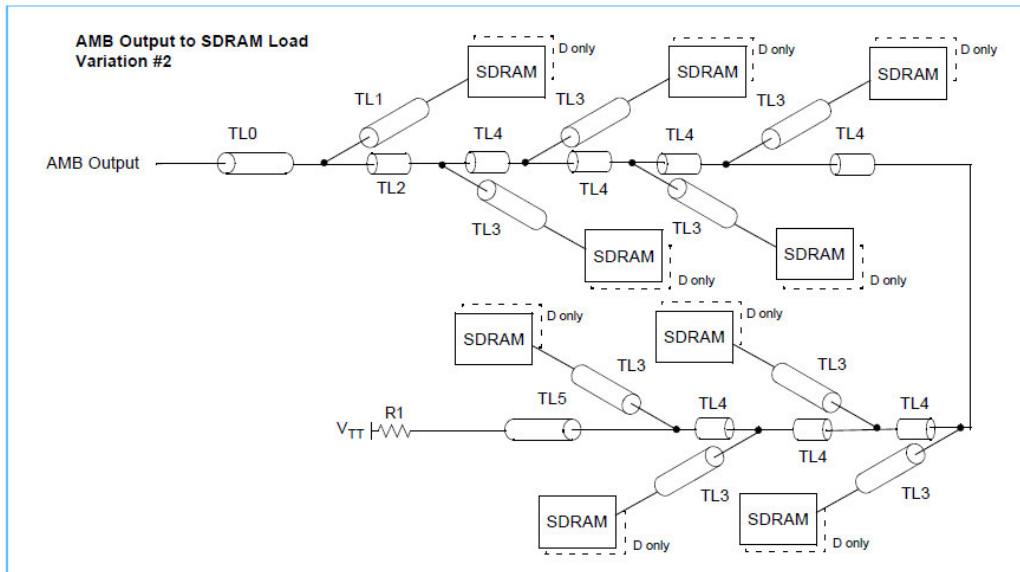 AMB Output to SDRAM Load
Variation #2
D only
D only
D only
SDRAM
SDRAM
SDRAM
TL1
TL3
TL3
TL0
TL4
TL4
TL4
AMB Output
TL2
TL4
TL3
TL3
SDRAM
SDRAM
D only
D only
D only
D only
SDRAM
SDRAM
TL3
TL3
TL5
TL4
TL4
R1
VTT
TL4
TL3
TL3
SDRAM
SDRAM
D only
D only